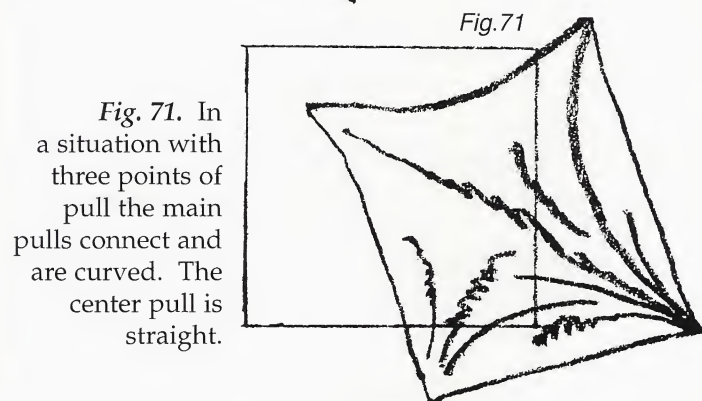 Fig.71
Fig. 71. In
a situation with
three points of
pull the main
pulls connect and
are curved. The
center pull is
straight.